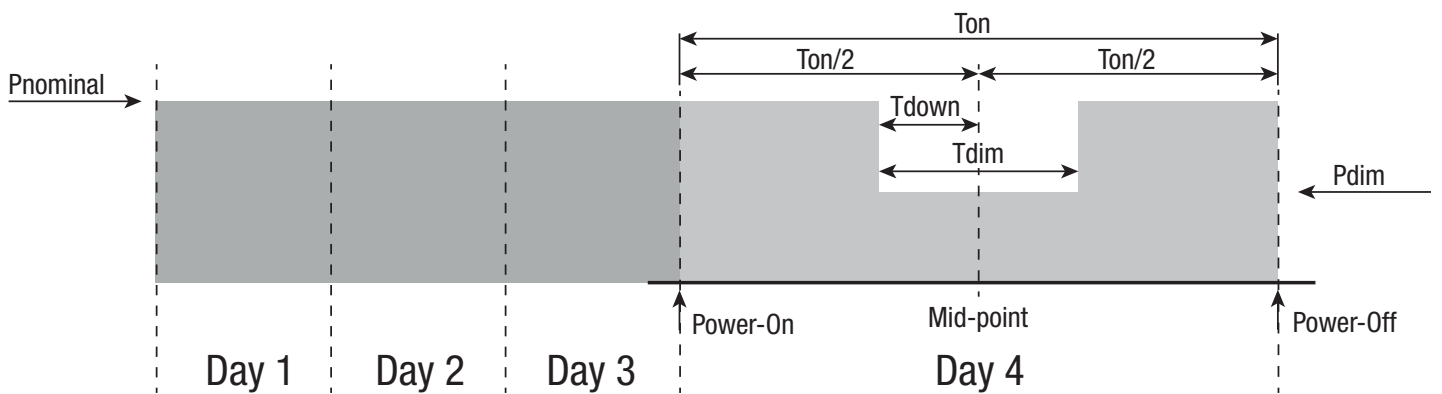 Ton
Ton/2 Ton/2
Pnominal
Tdown
Tdim
Pdim
Power-On Mid-point Power-Off
Day 1 Day 2 Day 3 Day 4